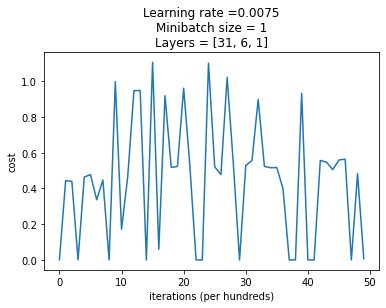 Learning rate =0.0075
Minibatch size = 1
Layers = [31, 6, 1]
1.0
0.8
0.6
0.4
0.2
0.0
cost
0 10 20 30 40 50
iterations (per hundreds)